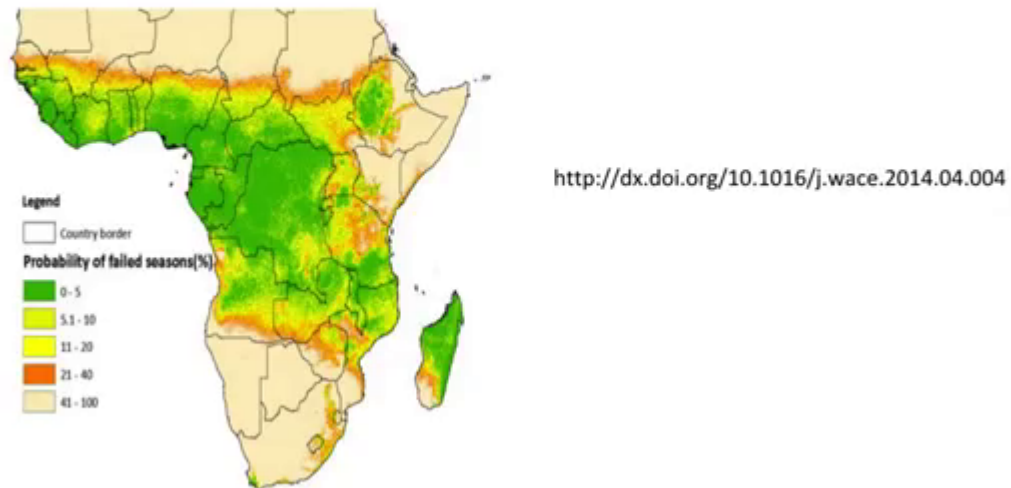 http://dx.doi.org/10.1016/j.wace.2014.04.004
Legend
Country border
Probability of failed seasons(%)
0 - 5
5.1 - 10
11 - 20
21 - 40
41 - 100